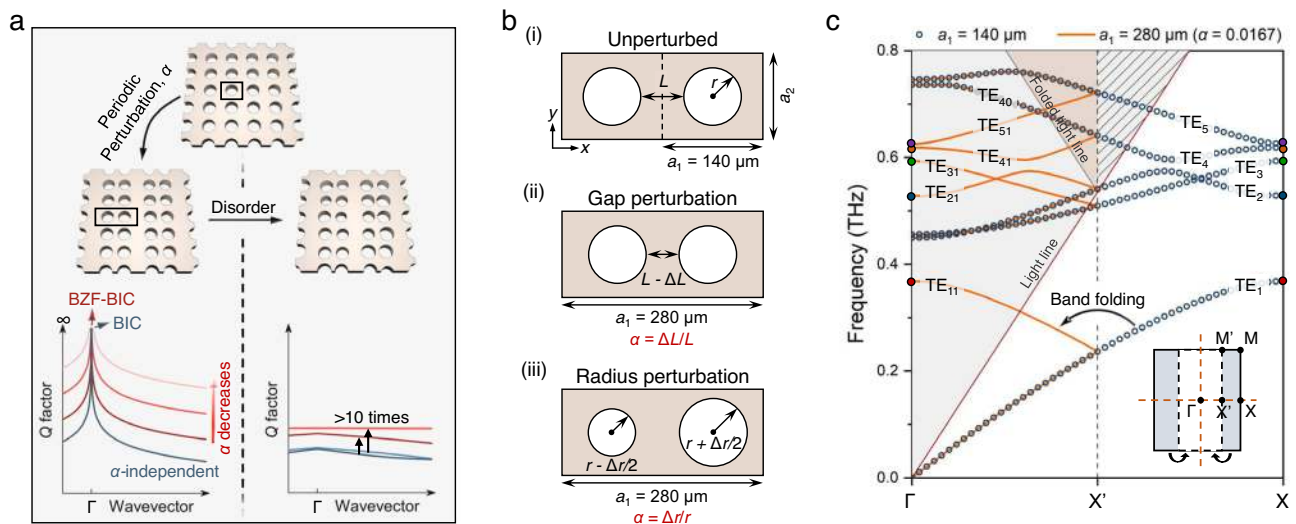 a
Periodic
Perturbation, α
Disorder
BZF-BIC
∞
BIC
Q factor
α decreases
α-independent
Γ
Wavevector
Q factor
>10 times
Γ
Wavevector
b
(i)
Unperturbed
L
r
a₂
y
x
a₁ = 140 μm
(ii)
Gap perturbation
L - ΔL
a₁ = 280 μm
α = ΔL/L
(iii)
Radius perturbation
r - Δr/2
r + Δr/2
a₁ = 280 μm
α = Δr/r
c
a₁ = 140 μm
a₁ = 280 μm (α = 0.0167)
Frequency (THz)
0.8
0.6
0.4
0.2
0.0
Folded light line
Light line
TE₄₀
TE₅₁
TE₄₁
TE₃₁
TE₂₁
TE₁₁
TE₅
TE₄
TE₃
TE₂
TE₁
Band folding
M'
M
Γ
X'
X
Γ
X'
X